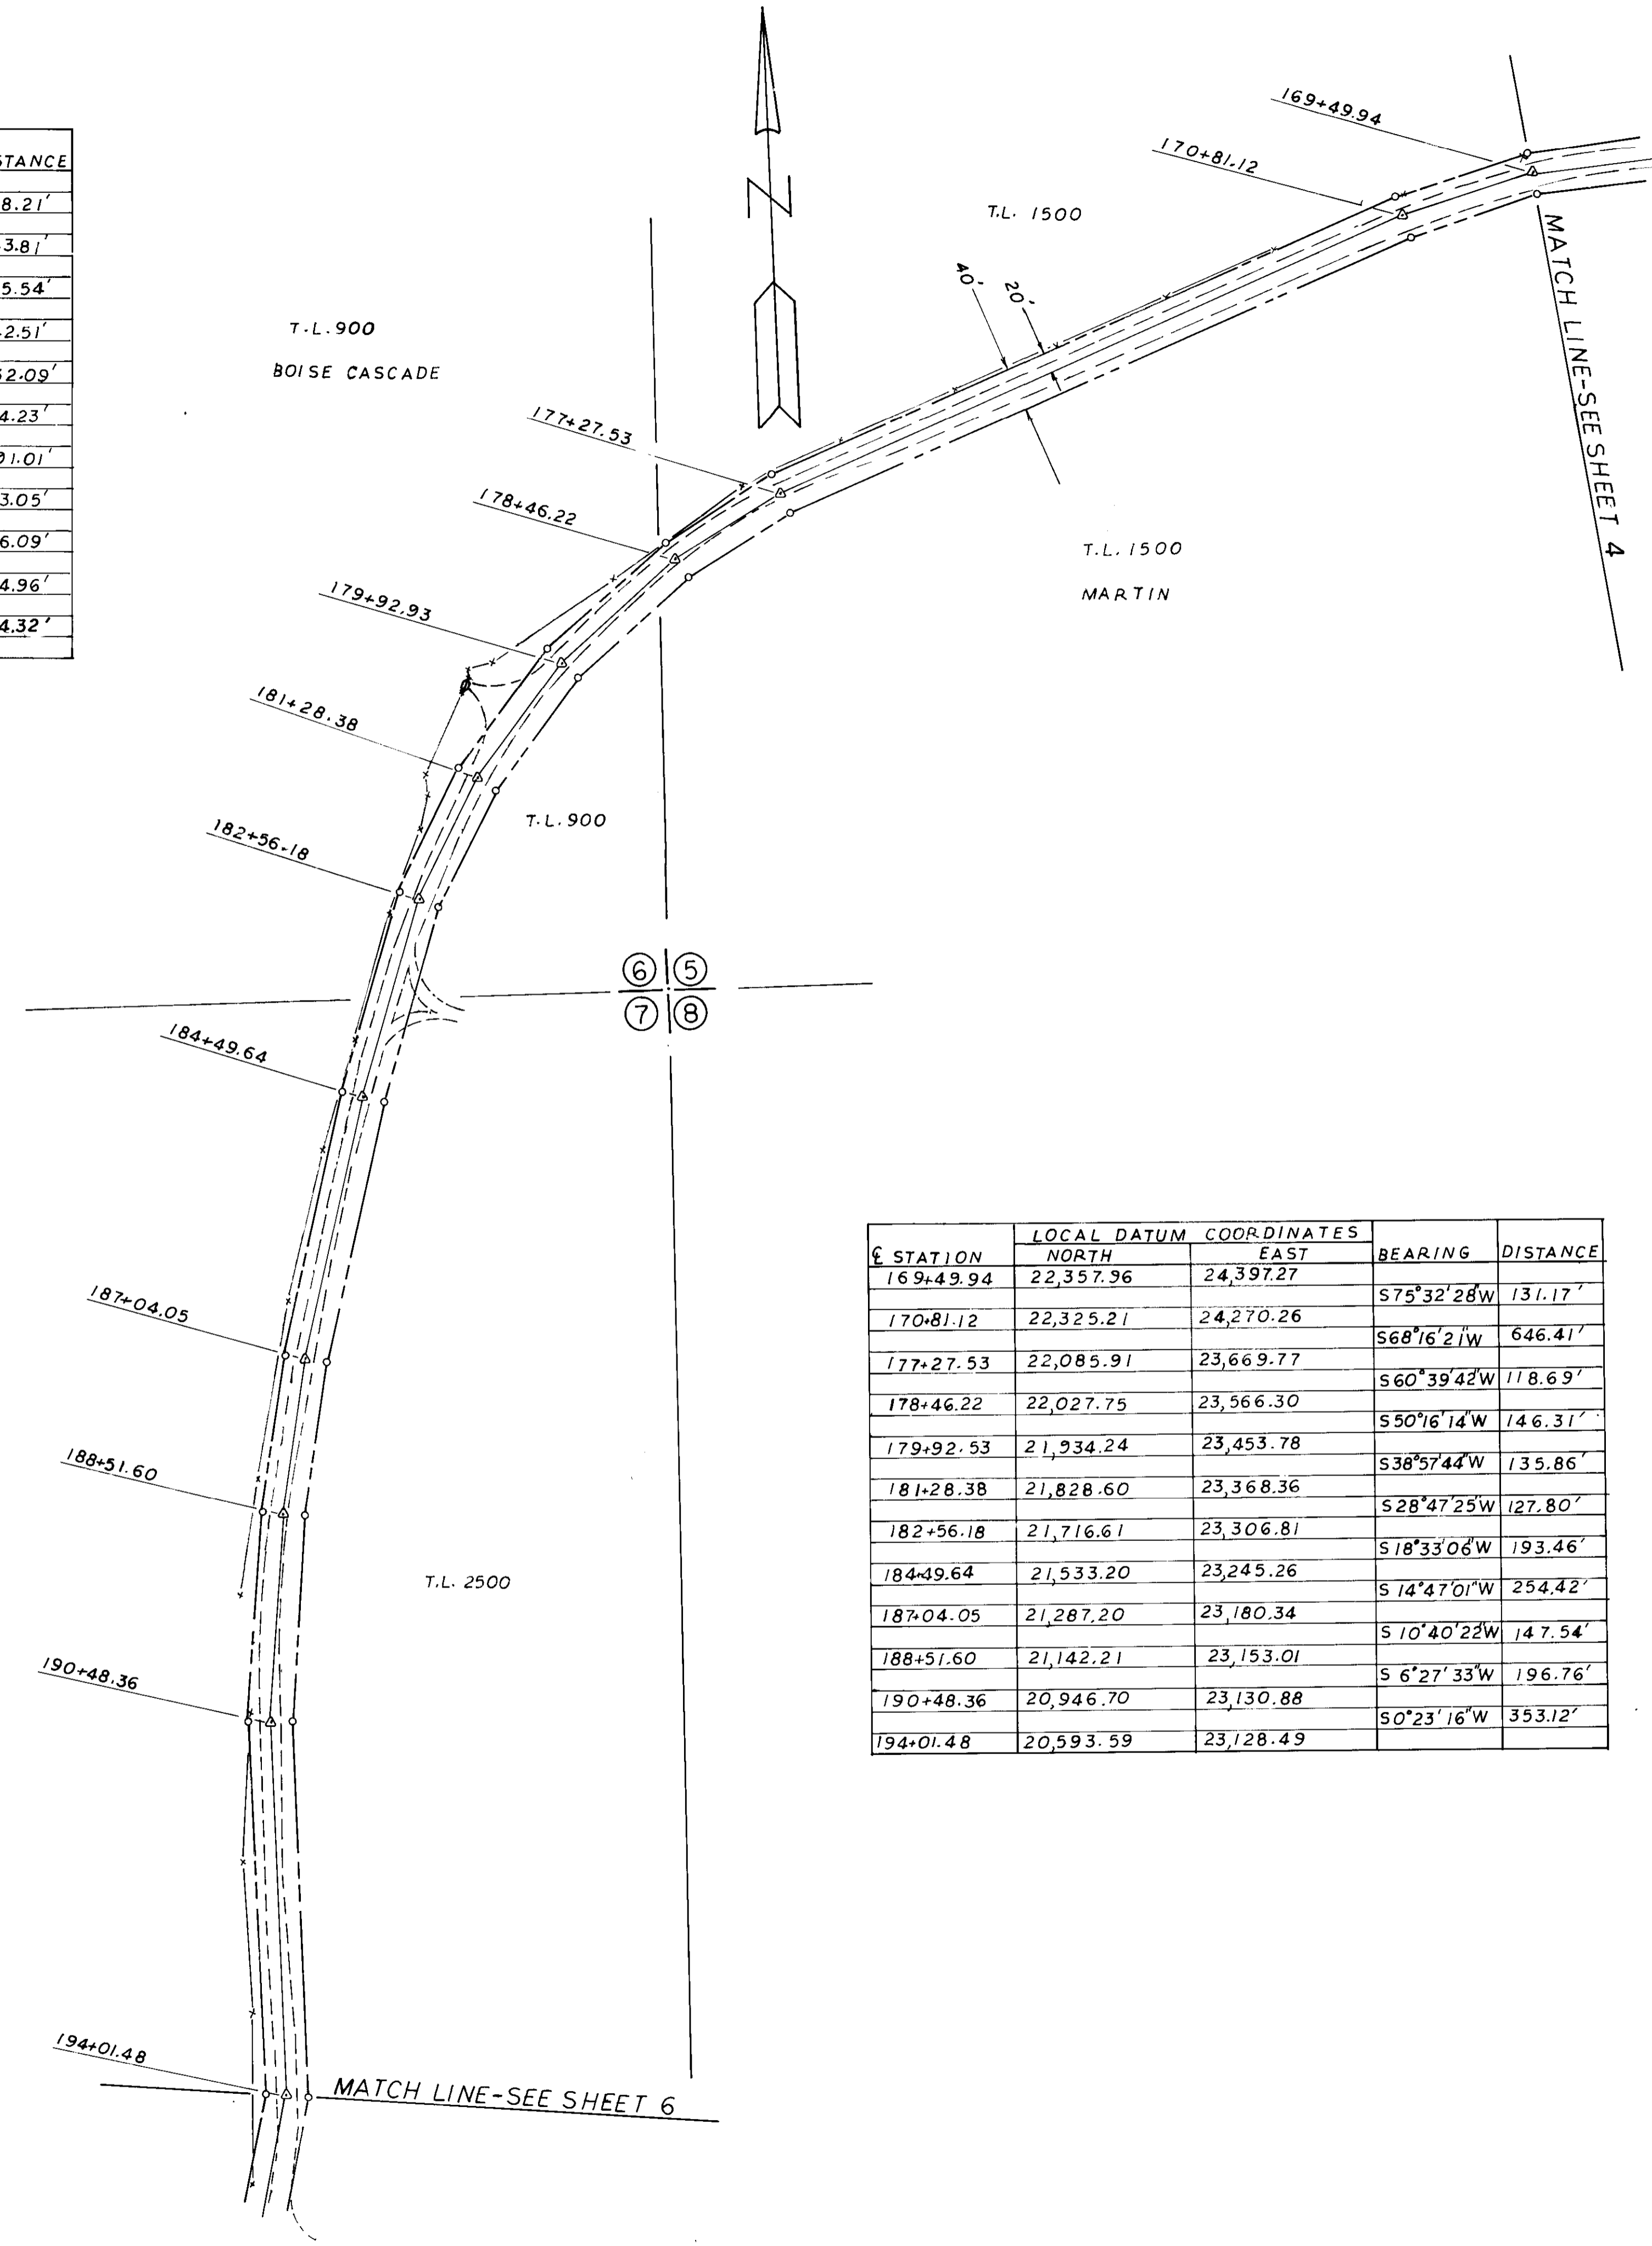 STANCE
8.21'
3.81'
5.54'
2.51'
52.09'
4.23'
91.01'
3.05'
6.09'
4.96'
4.32'
N
169+49.94
170+81.12
T.L. 1500
40'
20'
MATCH LINE-SEE SHEET 4
T.L. 900
BOISE CASCADE
177+27.53
178+46.22
T.L. 1500
MARTIN
179+92.93
181+28.38
T.L. 900
182+56.18
6 5
7 8
184+49.64
187+04.05
188+51.60
T.L. 2500
190+48.36
194+01.48
MATCH LINE-SEE SHEET 6
LOCAL DATUM COORDINATES
℄ STATION NORTH EAST BEARING DISTANCE
169+49.94 22,357.96 24,397.27
S75°32'28"W 131.17'
170+81.12 22,325.21 24,270.26
S68°16'21"W 646.41'
177+27.53 22,085.91 23,669.77
S60°39'42"W 118.69'
178+46.22 22,027.75 23,566.30
S50°16'14"W 146.31'
179+92.53 21,934.24 23,453.78
S38°57'44"W 135.86'
181+28.38 21,828.60 23,368.36
S28°47'25"W 127.80'
182+56.18 21,716.61 23,306.81
S18°33'06"W 193.46'
184+49.64 21,533.20 23,245.26
S14°47'01"W 254.42'
187+04.05 21,287.20 23,180.34
S10°40'22"W 147.54'
188+51.60 21,142.21 23,153.01
S6°27'33"W 196.76'
190+48.36 20,946.70 23,130.88
S0°23'16"W 353.12'
194+01.48 20,593.59 23,128.49